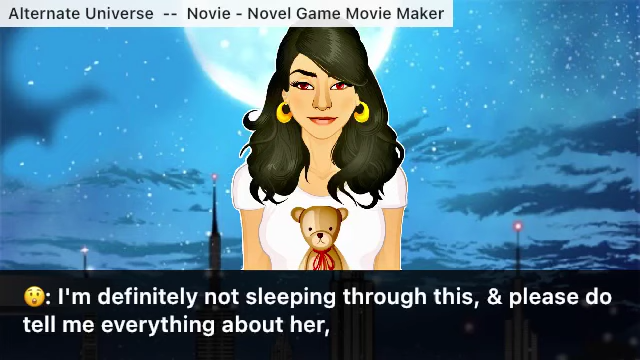 Alternate Universe -- Novie - Novel Game Movie Maker
😲: I'm definitely not sleeping through this, & please do
tell me everything about her,